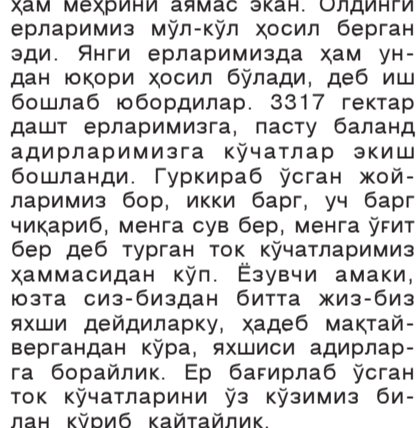 ҳам меҳрини аямас экан. Олдинги
ерларимиз мўл-кўл ҳосил берган
эди. Янги ерларимизда ҳам ун-
дан юқори ҳосил бўлади, деб иш
бошлаб юбордилар. 3317 гектар
дашт ерларимизга, пасту баланд
адирларимизга кўчатлар экиш
бошланди. Гуркираб ўсган жой-
ларимиз бор, икки барг, уч барг
чиқариб, менга сув бер, менга ўғит
бер деб турган ток кўчатларимиз
ҳаммасидан кўп. Ёзувчи амаки,
юзта сиз-биздан битта жиз-биз
яхши дейдиларку, ҳадеб мақтай-
вергандан кўра, яхшиси адирлар-
га борайлик. Ер бағирлаб ўсган
ток кўчатларини ўз кўзимиз би-
лан кўриб қайтайлик.